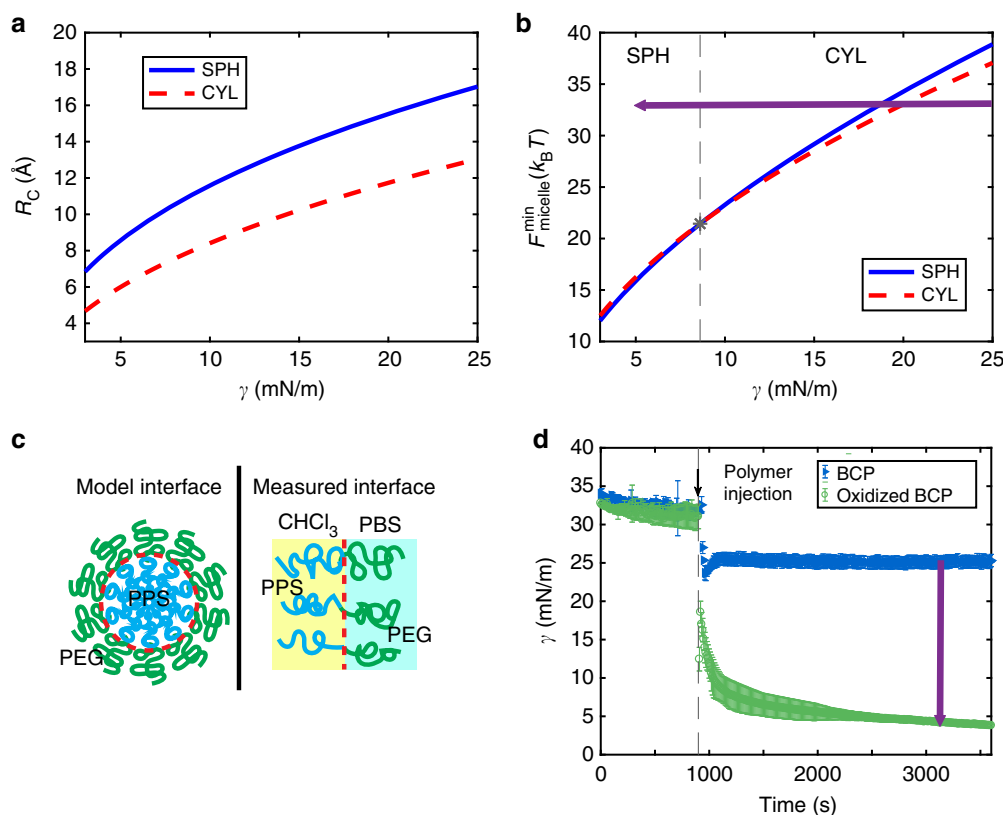 a
20
18
16
14
12
10
8
6
4
R_C (Å)
SPH
CYL
5
10
15
20
25
γ (mN/m)
b
40
35
30
25
20
15
10
F^min_micelle (k_B T)
SPH
CYL
SPH
CYL
5
10
15
20
25
γ (mN/m)
c
Model interface
Measured interface
CHCl₃
PBS
PPS
PEG
PPS
PEG
d
40
35
30
25
20
15
10
5
0
γ (mN/m)
Polymer
injection
BCP
Oxidized BCP
0
1000
2000
3000
Time (s)